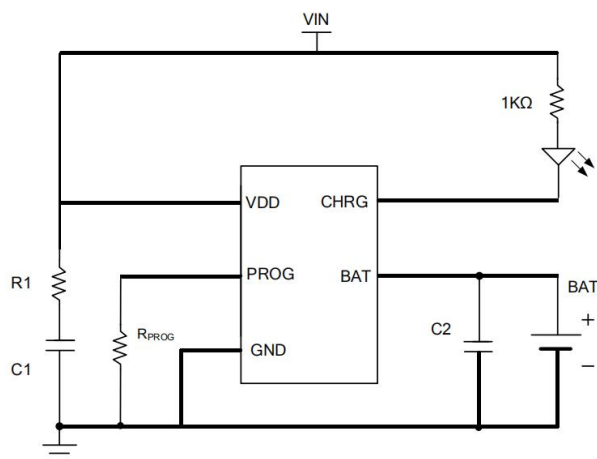 VIN
1KΩ
VDD
CHRG
R1
PROG
BAT
BAT
RPROG
C2
+
GND
C1
−